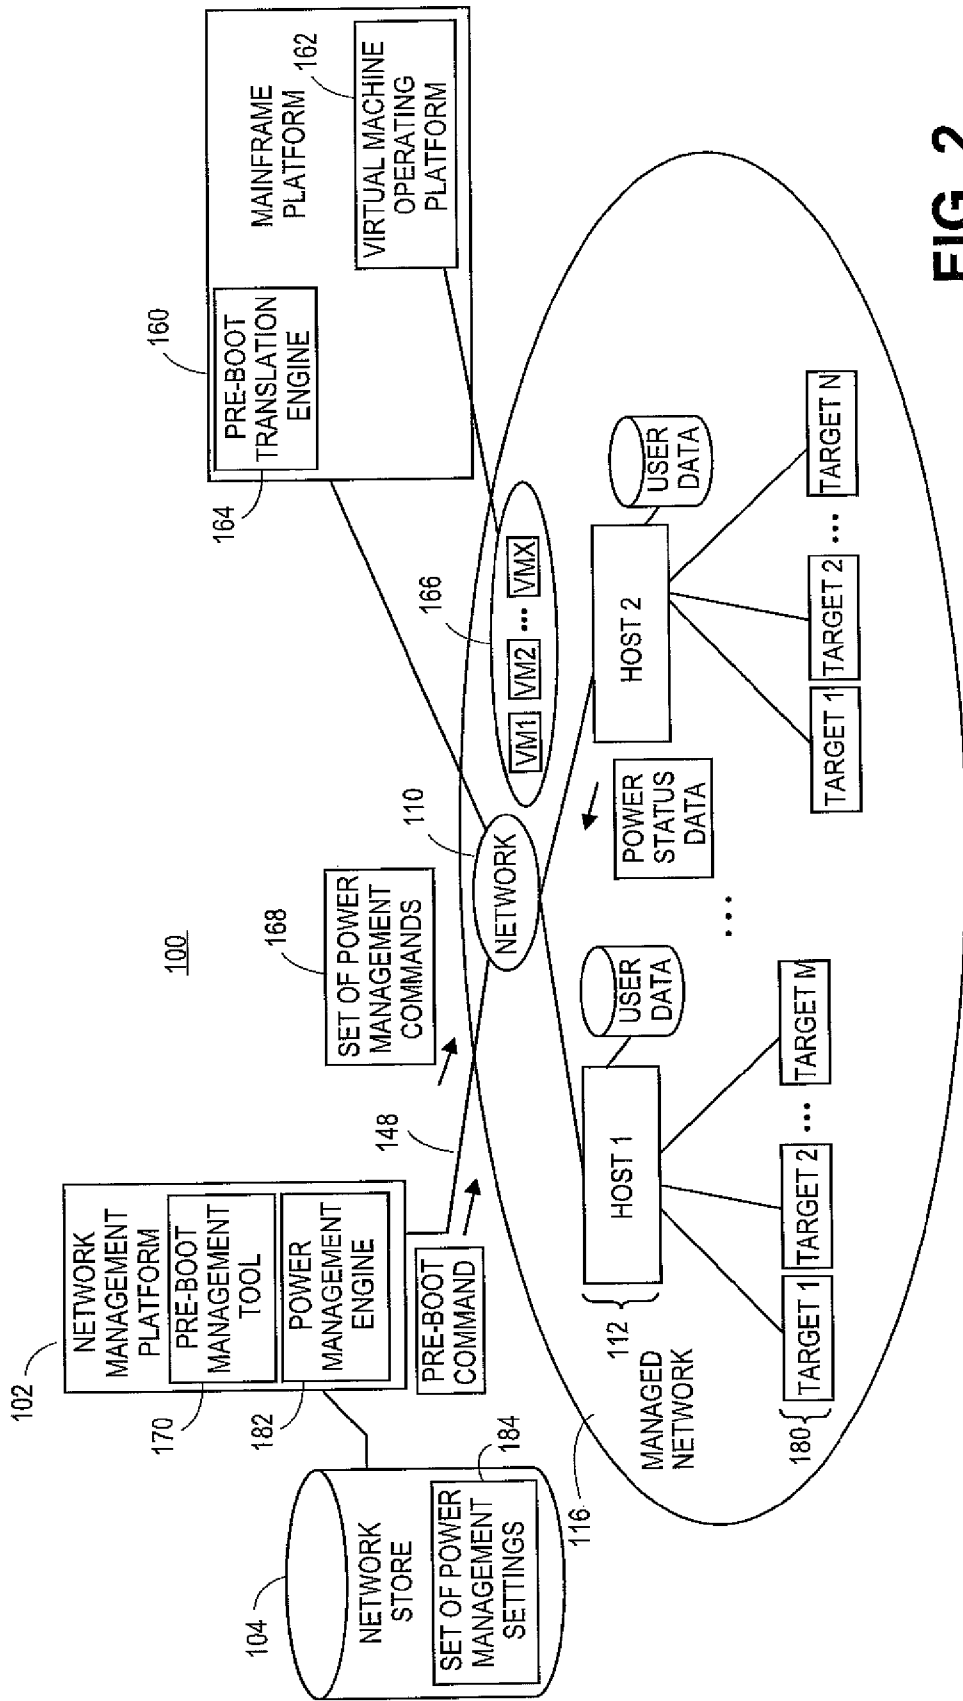 100
102
NETWORK
MANAGEMENT
PLATFORM
PRE-BOOT
MANAGEMENT
TOOL
170
POWER
MANAGEMENT
ENGINE
182
104
NETWORK
STORE
SET OF POWER
MANAGEMENT
SETTINGS
184
PRE-BOOT
COMMAND
148
SET OF POWER
MANAGEMENT
COMMANDS
168
NETWORK
110
160
MAINFRAME
PLATFORM
PRE-BOOT
TRANSLATION
ENGINE
164
VIRTUAL MACHINE
OPERATING
PLATFORM
162
166
VM1
VM2
...
VMX
116
MANAGED
NETWORK
112
HOST 1
USER
DATA
POWER
STATUS
DATA
...
HOST 2
USER
DATA
180
TARGET 1
TARGET 2
...
TARGET M
TARGET 1
TARGET 2
...
TARGET N
FIG. 2